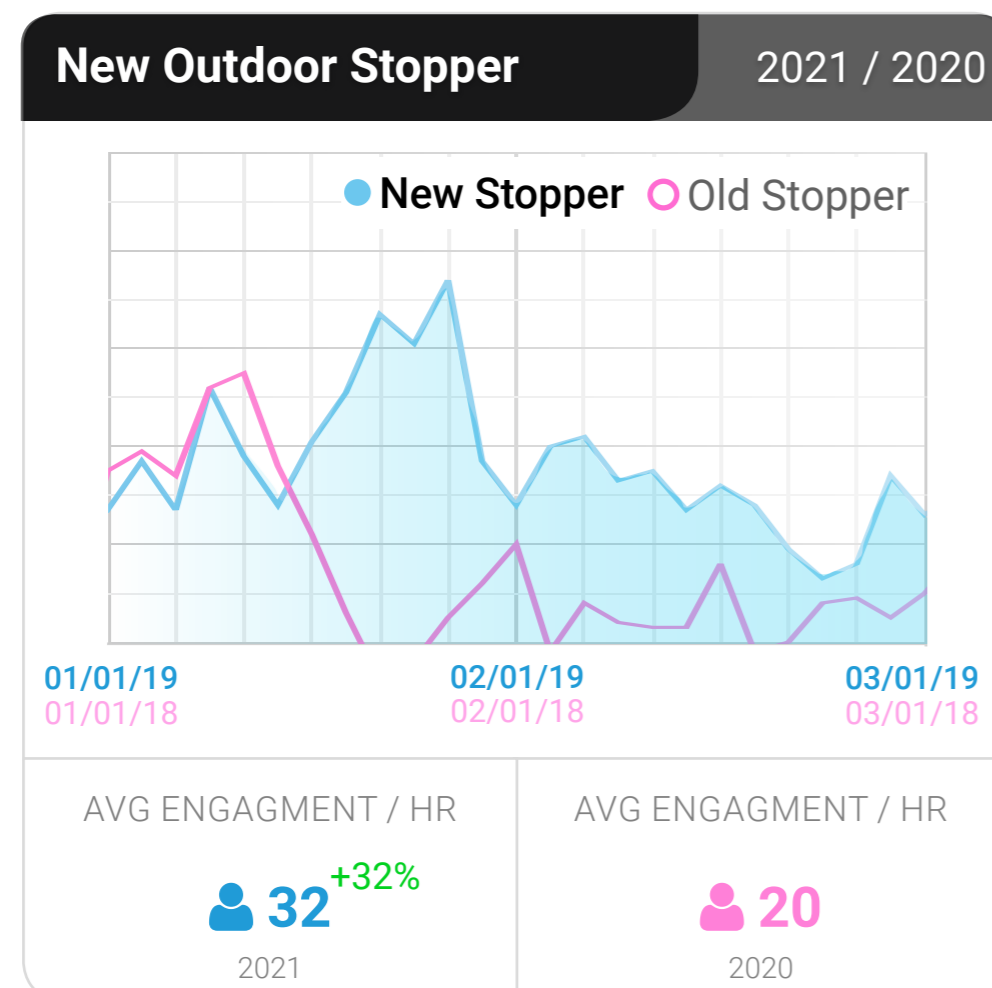 New Outdoor Stopper 2021 / 2020
New Stopper Old Stopper
01/01/19 02/01/19 03/01/19
01/01/18 02/01/18 03/01/18
AVG ENGAGMENT / HR AVG ENGAGMENT / HR
+32%
32 20
2021 2020